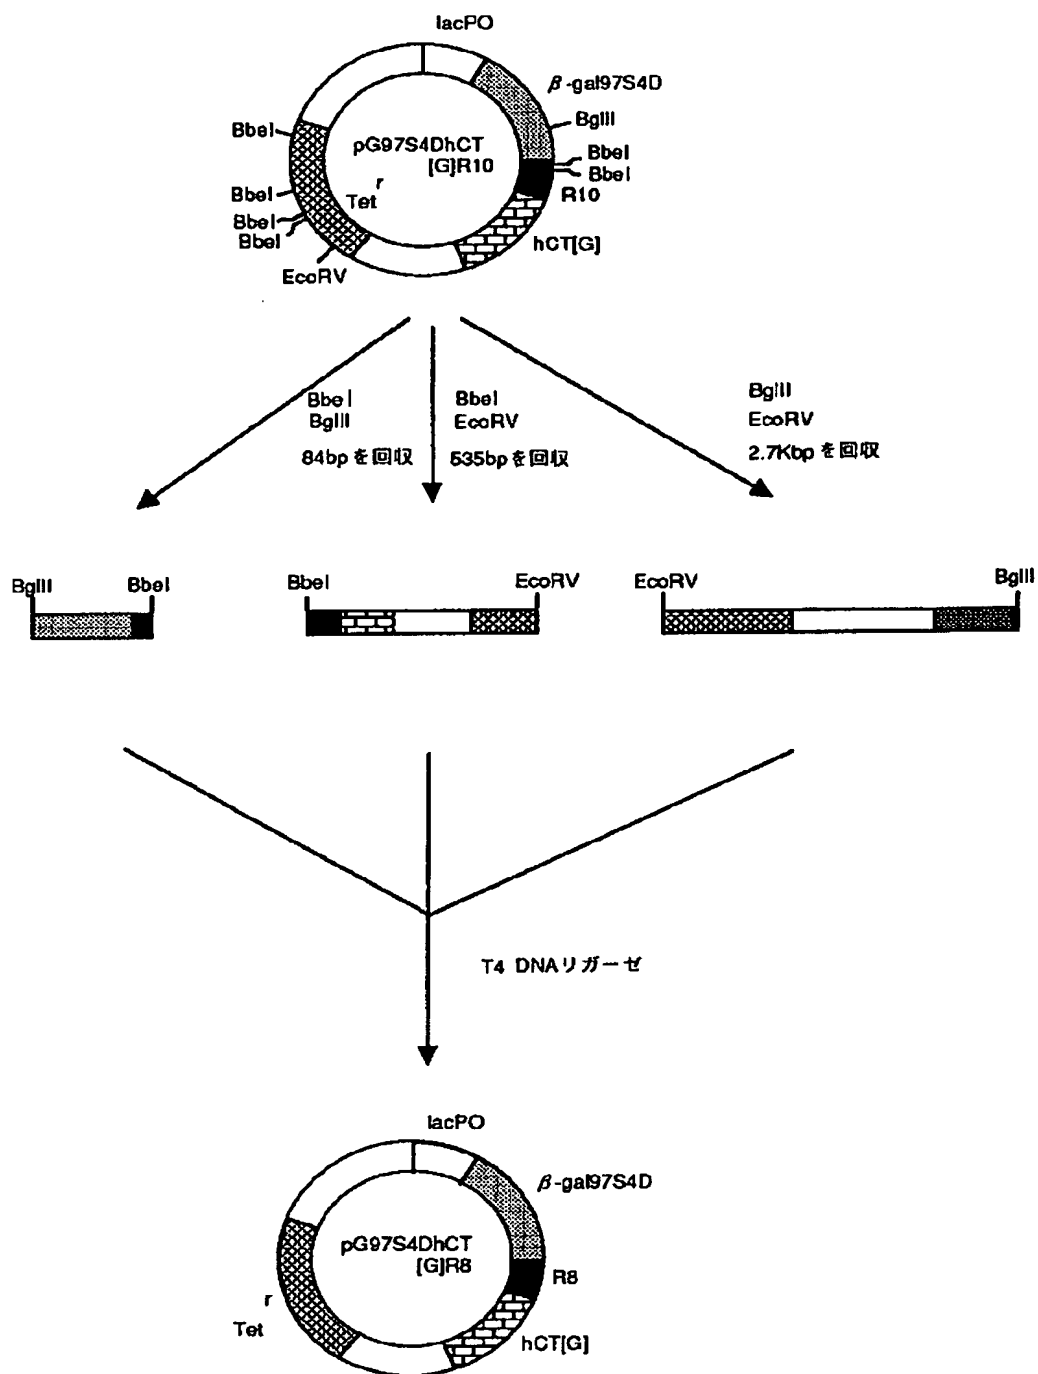 lacPO
β-gal97S4D
BglII
BbeI
BbeI
R10
hCT[G]
pG97S4DhCT
[G]R10
r
Tet
BbeI
BbeI
BbeI
BbeI
EcoRV
BbeI
BglII
84bpを回収
BbeI
EcoRV
535bpを回収
BglII
EcoRV
2.7Kbpを回収
BglII BbeI
BbeI EcoRV
EcoRV BglII
T4 DNAリガーゼ
lacPO
β-gal97S4D
pG97S4DhCT
[G]R8
R8
r
Tet
hCT[G]